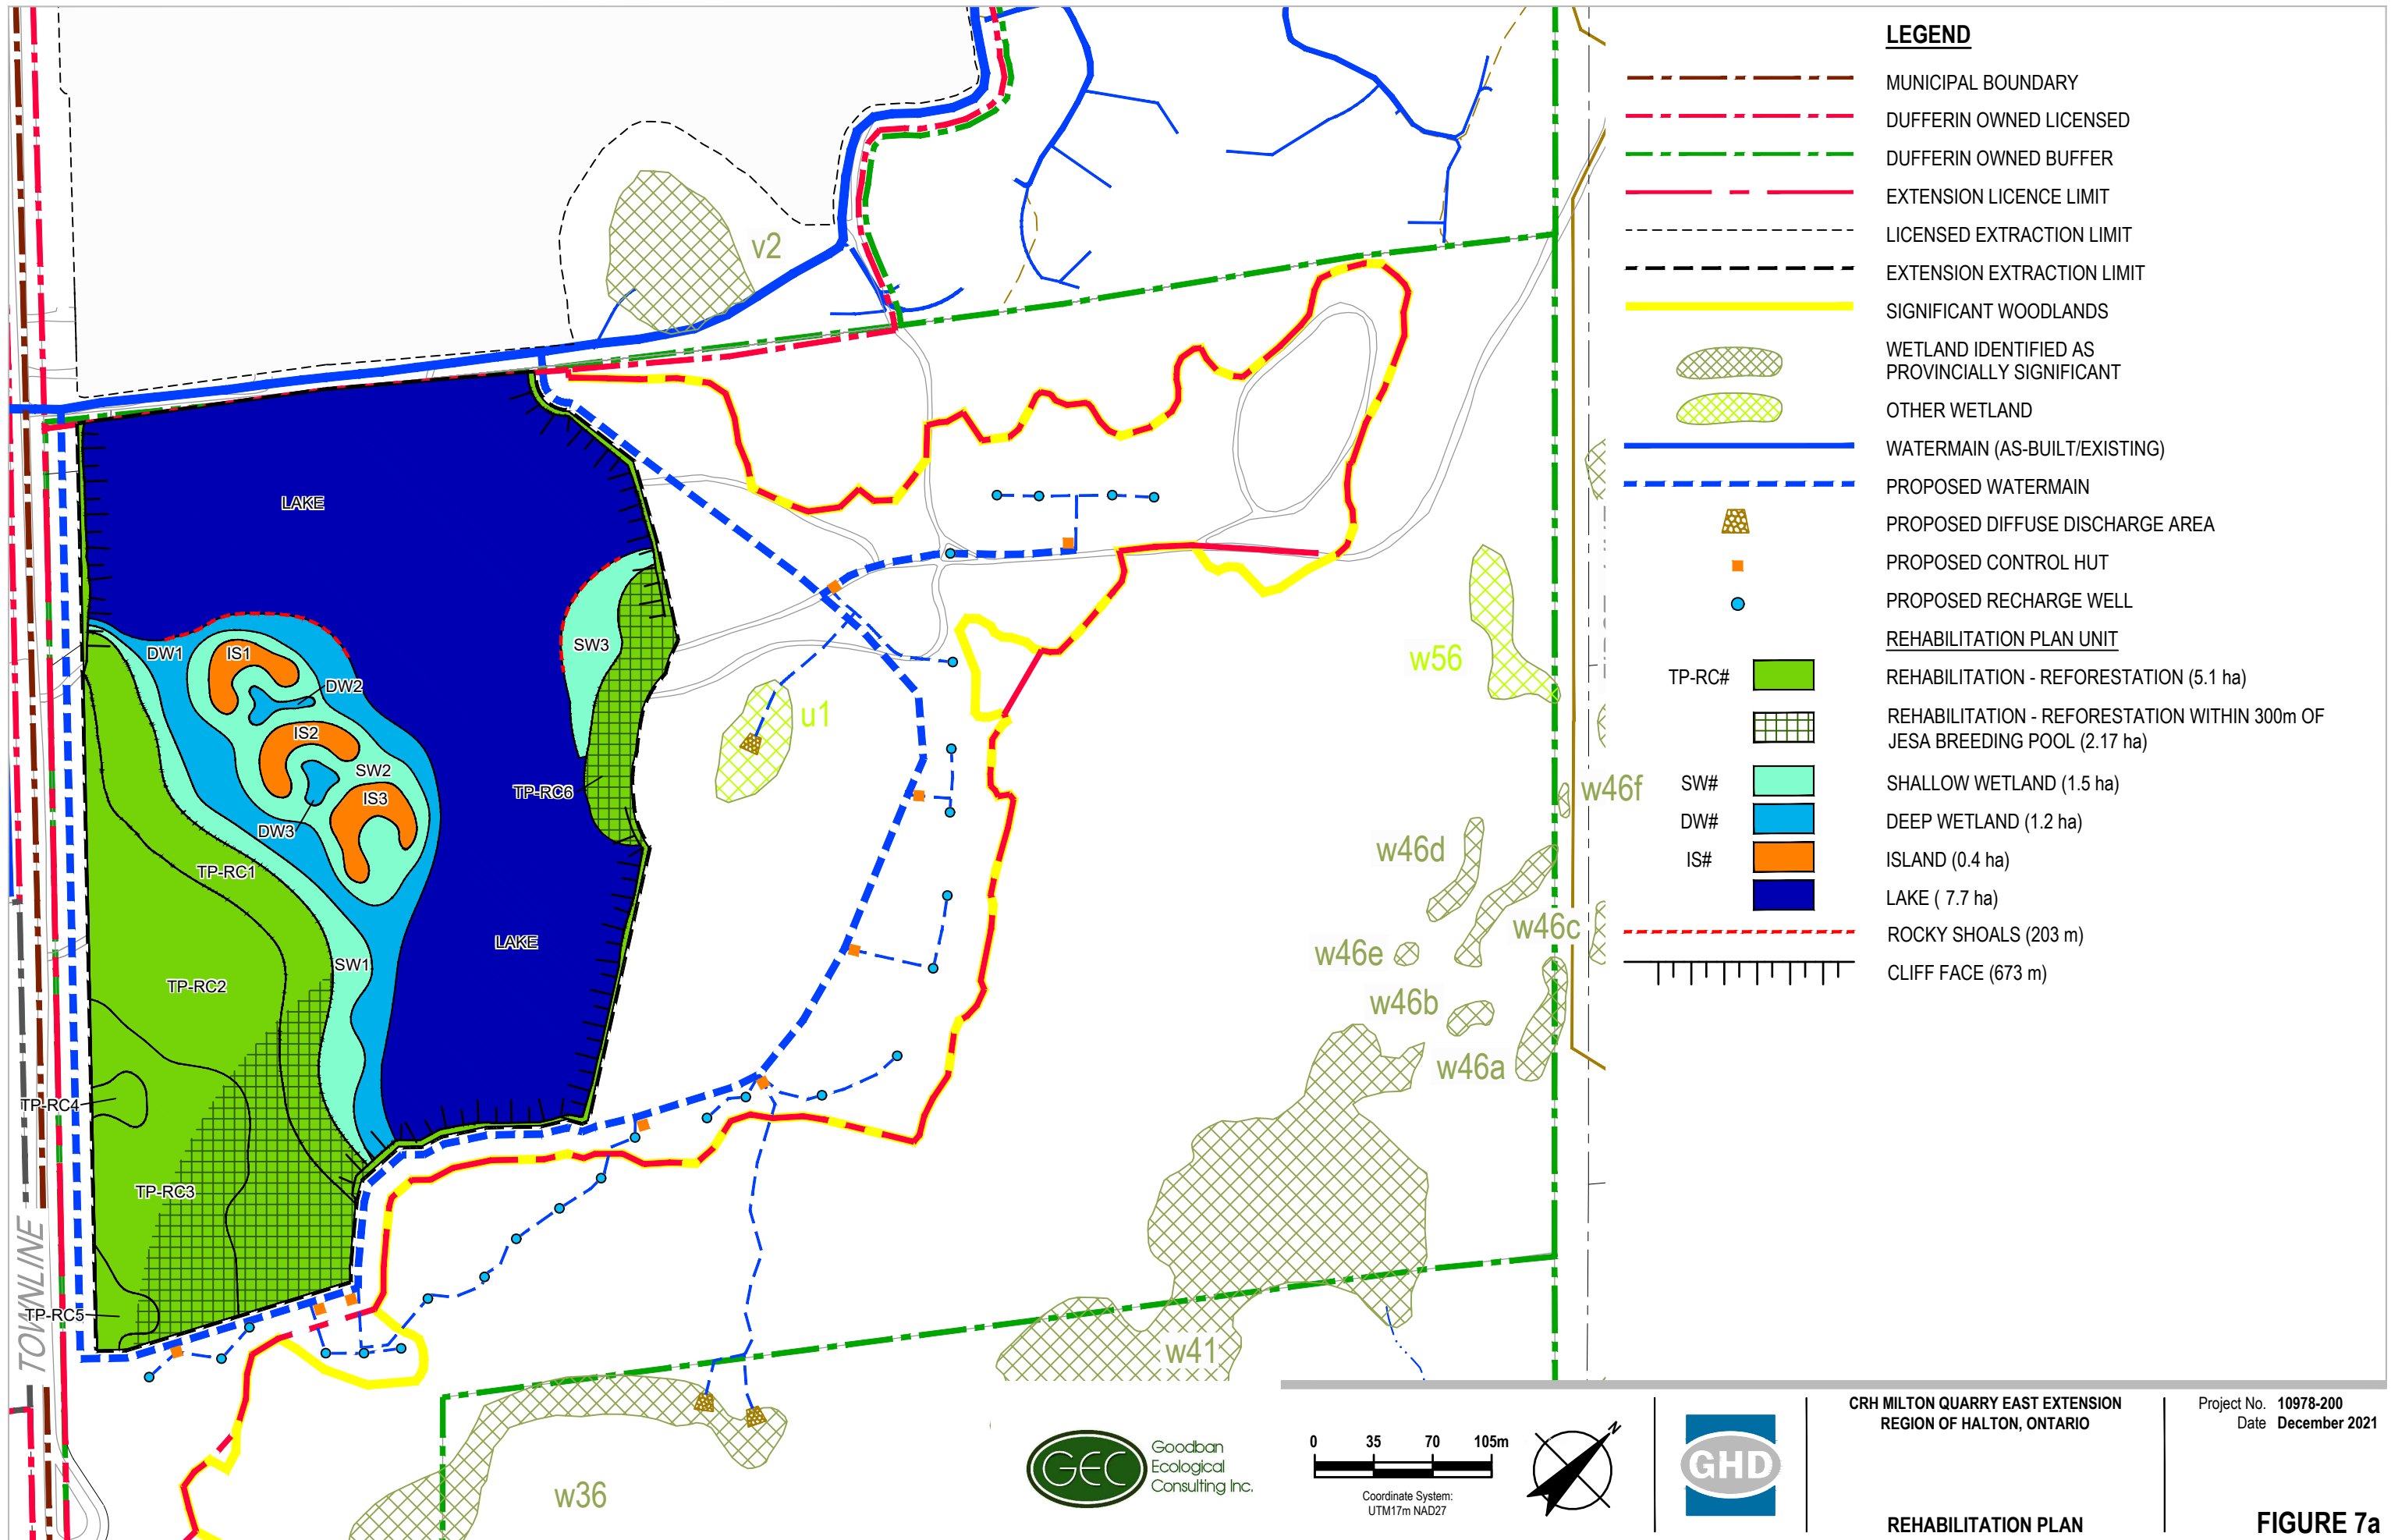 LEGEND
MUNICIPAL BOUNDARY
DUFFERIN OWNED LICENSED
DUFFERIN OWNED BUFFER
EXTENSION LICENCE LIMIT
LICENSED EXTRACTION LIMIT
EXTENSION EXTRACTION LIMIT
SIGNIFICANT WOODLANDS
WETLAND IDENTIFIED AS
PROVINCIALLY SIGNIFICANT
OTHER WETLAND
WATERMAIN (AS-BUILT/EXISTING)
PROPOSED WATERMAIN
PROPOSED DIFFUSE DISCHARGE AREA
PROPOSED CONTROL HUT
PROPOSED RECHARGE WELL
REHABILITATION PLAN UNIT
TP-RC# REHABILITATION - REFORESTATION (5.1 ha)
REHABILITATION - REFORESTATION WITHIN 300m OF
JESA BREEDING POOL (2.17 ha)
SW# SHALLOW WETLAND (1.5 ha)
DW# DEEP WETLAND (1.2 ha)
IS# ISLAND (0.4 ha)
LAKE ( 7.7 ha)
ROCKY SHOALS (203 m)
CLIFF FACE (673 m)
v2
LAKE
SW3
DW1
IS1
DW2
IS2
SW2
IS3
DW3
TP-RC6
u1
w56
w46f
w46d
TP-RC1
w46c
LAKE
w46e
SW1
TP-RC2
w46b
w46a
TP-RC4
TP-RC3
TOWNLINE
TP-RC5
w41
w36
GEC
Goodban
Ecological
Consulting Inc.
0 35 70 105m
Coordinate System:
UTM17m NAD27
N
GHD
CRH MILTON QUARRY EAST EXTENSION
REGION OF HALTON, ONTARIO
REHABILITATION PLAN
Project No. 10978-200
Date December 2021
FIGURE 7a